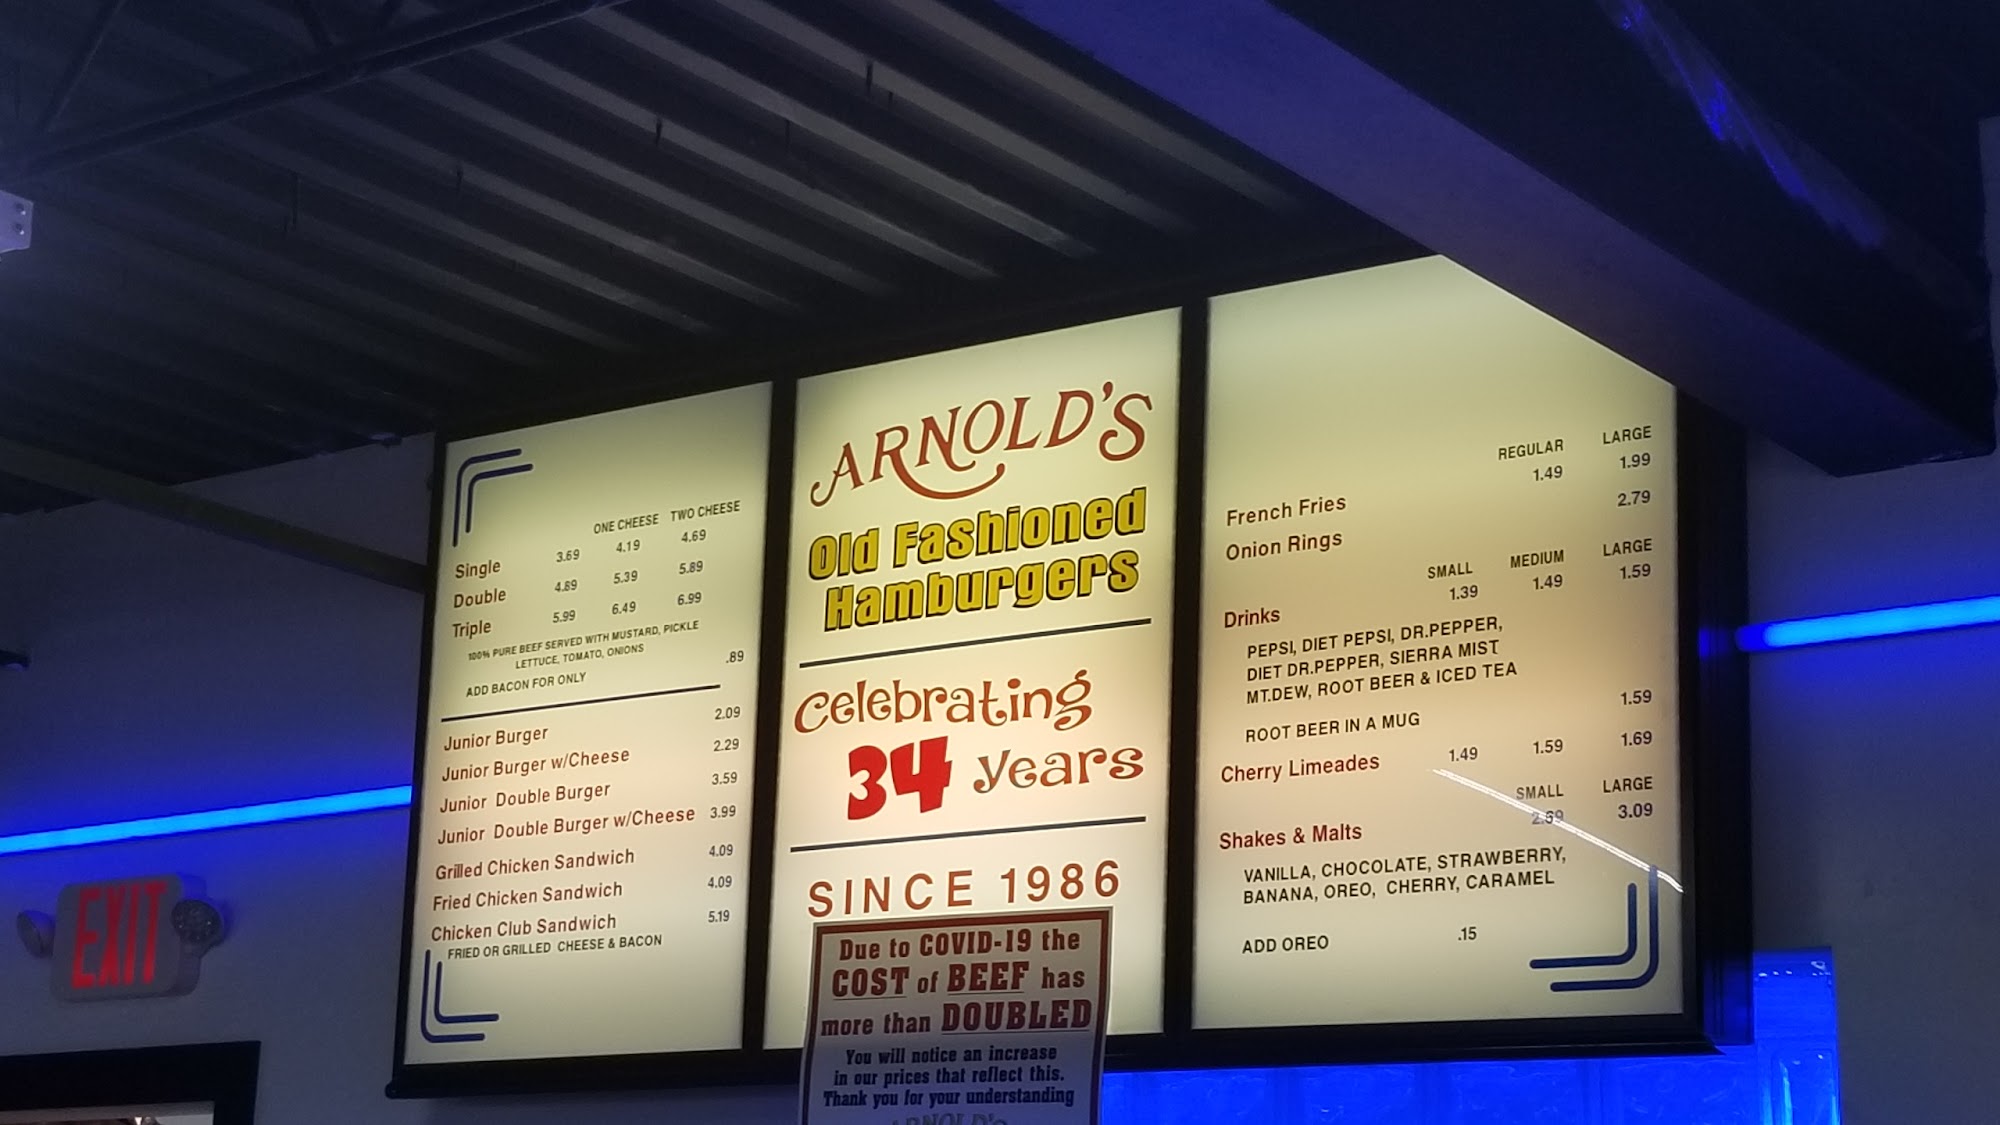 ONE CHEESE TWO CHEESE
Single 3.69 4.19 4.69
Double 4.89 5.39 5.89
Triple 5.99 6.49 6.99
100% PURE BEEF SERVED WITH MUSTARD, PICKLE
LETTUCE, TOMATO, ONIONS
ADD BACON FOR ONLY .89
Junior Burger 2.09
Junior Burger w/Cheese 2.29
Junior Double Burger 3.59
Junior Double Burger w/Cheese 3.99
Grilled Chicken Sandwich 4.09
Fried Chicken Sandwich 4.09
Chicken Club Sandwich 5.19
FRIED OR GRILLED CHEESE & BACON
ARNOLD'S
Old Fashioned
Hamburgers
Celebrating
34 years
SINCE 1986
Due to COVID-19 the
COST of BEEF has
more than DOUBLED
You will notice an increase
in our prices that reflect this.
Thank you for your understanding
ARNOLD'S
REGULAR LARGE
French Fries 1.49 1.99
Onion Rings 2.79
SMALL MEDIUM LARGE
Drinks 1.39 1.49 1.59
PEPSI, DIET PEPSI, DR.PEPPER,
DIET DR.PEPPER, SIERRA MIST
MT.DEW, ROOT BEER & ICED TEA
ROOT BEER IN A MUG 1.59
Cherry Limeades 1.49 1.59 1.69
SMALL LARGE
Shakes & Malts 2.69 3.09
VANILLA, CHOCOLATE, STRAWBERRY,
BANANA, OREO, CHERRY, CARAMEL
ADD OREO .15
EXIT